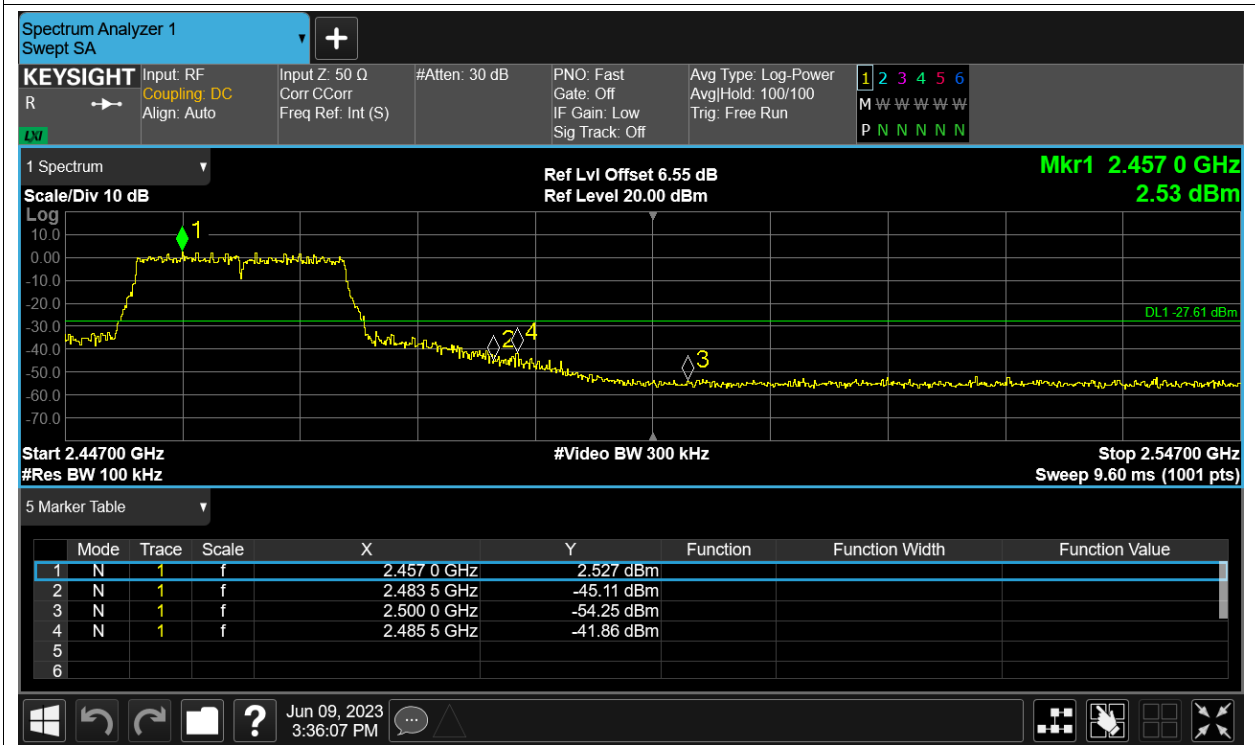 Spectrum Analyzer 1
Swept SA
KEYSIGHT
R
LXI
Input: RF
Coupling: DC
Align: Auto
Input Z: 50 Ω
Corr CCorr
Freq Ref: Int (S)
#Atten: 30 dB
PNO: Fast
Gate: Off
IF Gain: Low
Sig Track: Off
Avg Type: Log-Power
Avg|Hold: 100/100
Trig: Free Run
1 2 3 4 5 6
M W W W W W
P N N N N N
1 Spectrum
Scale/Div 10 dB
Ref Lvl Offset 6.55 dB
Ref Level 20.00 dBm
Mkr1 2.457 0 GHz
2.53 dBm
Log
10.0
0.00
-10.0
-20.0
-30.0
-40.0
-50.0
-60.0
-70.0
1
2
4
3
DL1 -27.61 dBm
Start 2.44700 GHz
#Res BW 100 kHz
#Video BW 300 kHz
Stop 2.54700 GHz
Sweep 9.60 ms (1001 pts)
5 Marker Table
Mode Trace Scale X Y Function Function Width Function Value
1 N 1 f 2.457 0 GHz 2.527 dBm
2 N 1 f 2.483 5 GHz -45.11 dBm
3 N 1 f 2.500 0 GHz -54.25 dBm
4 N 1 f 2.485 5 GHz -41.86 dBm
5
6
?
Jun 09, 2023
3:36:07 PM